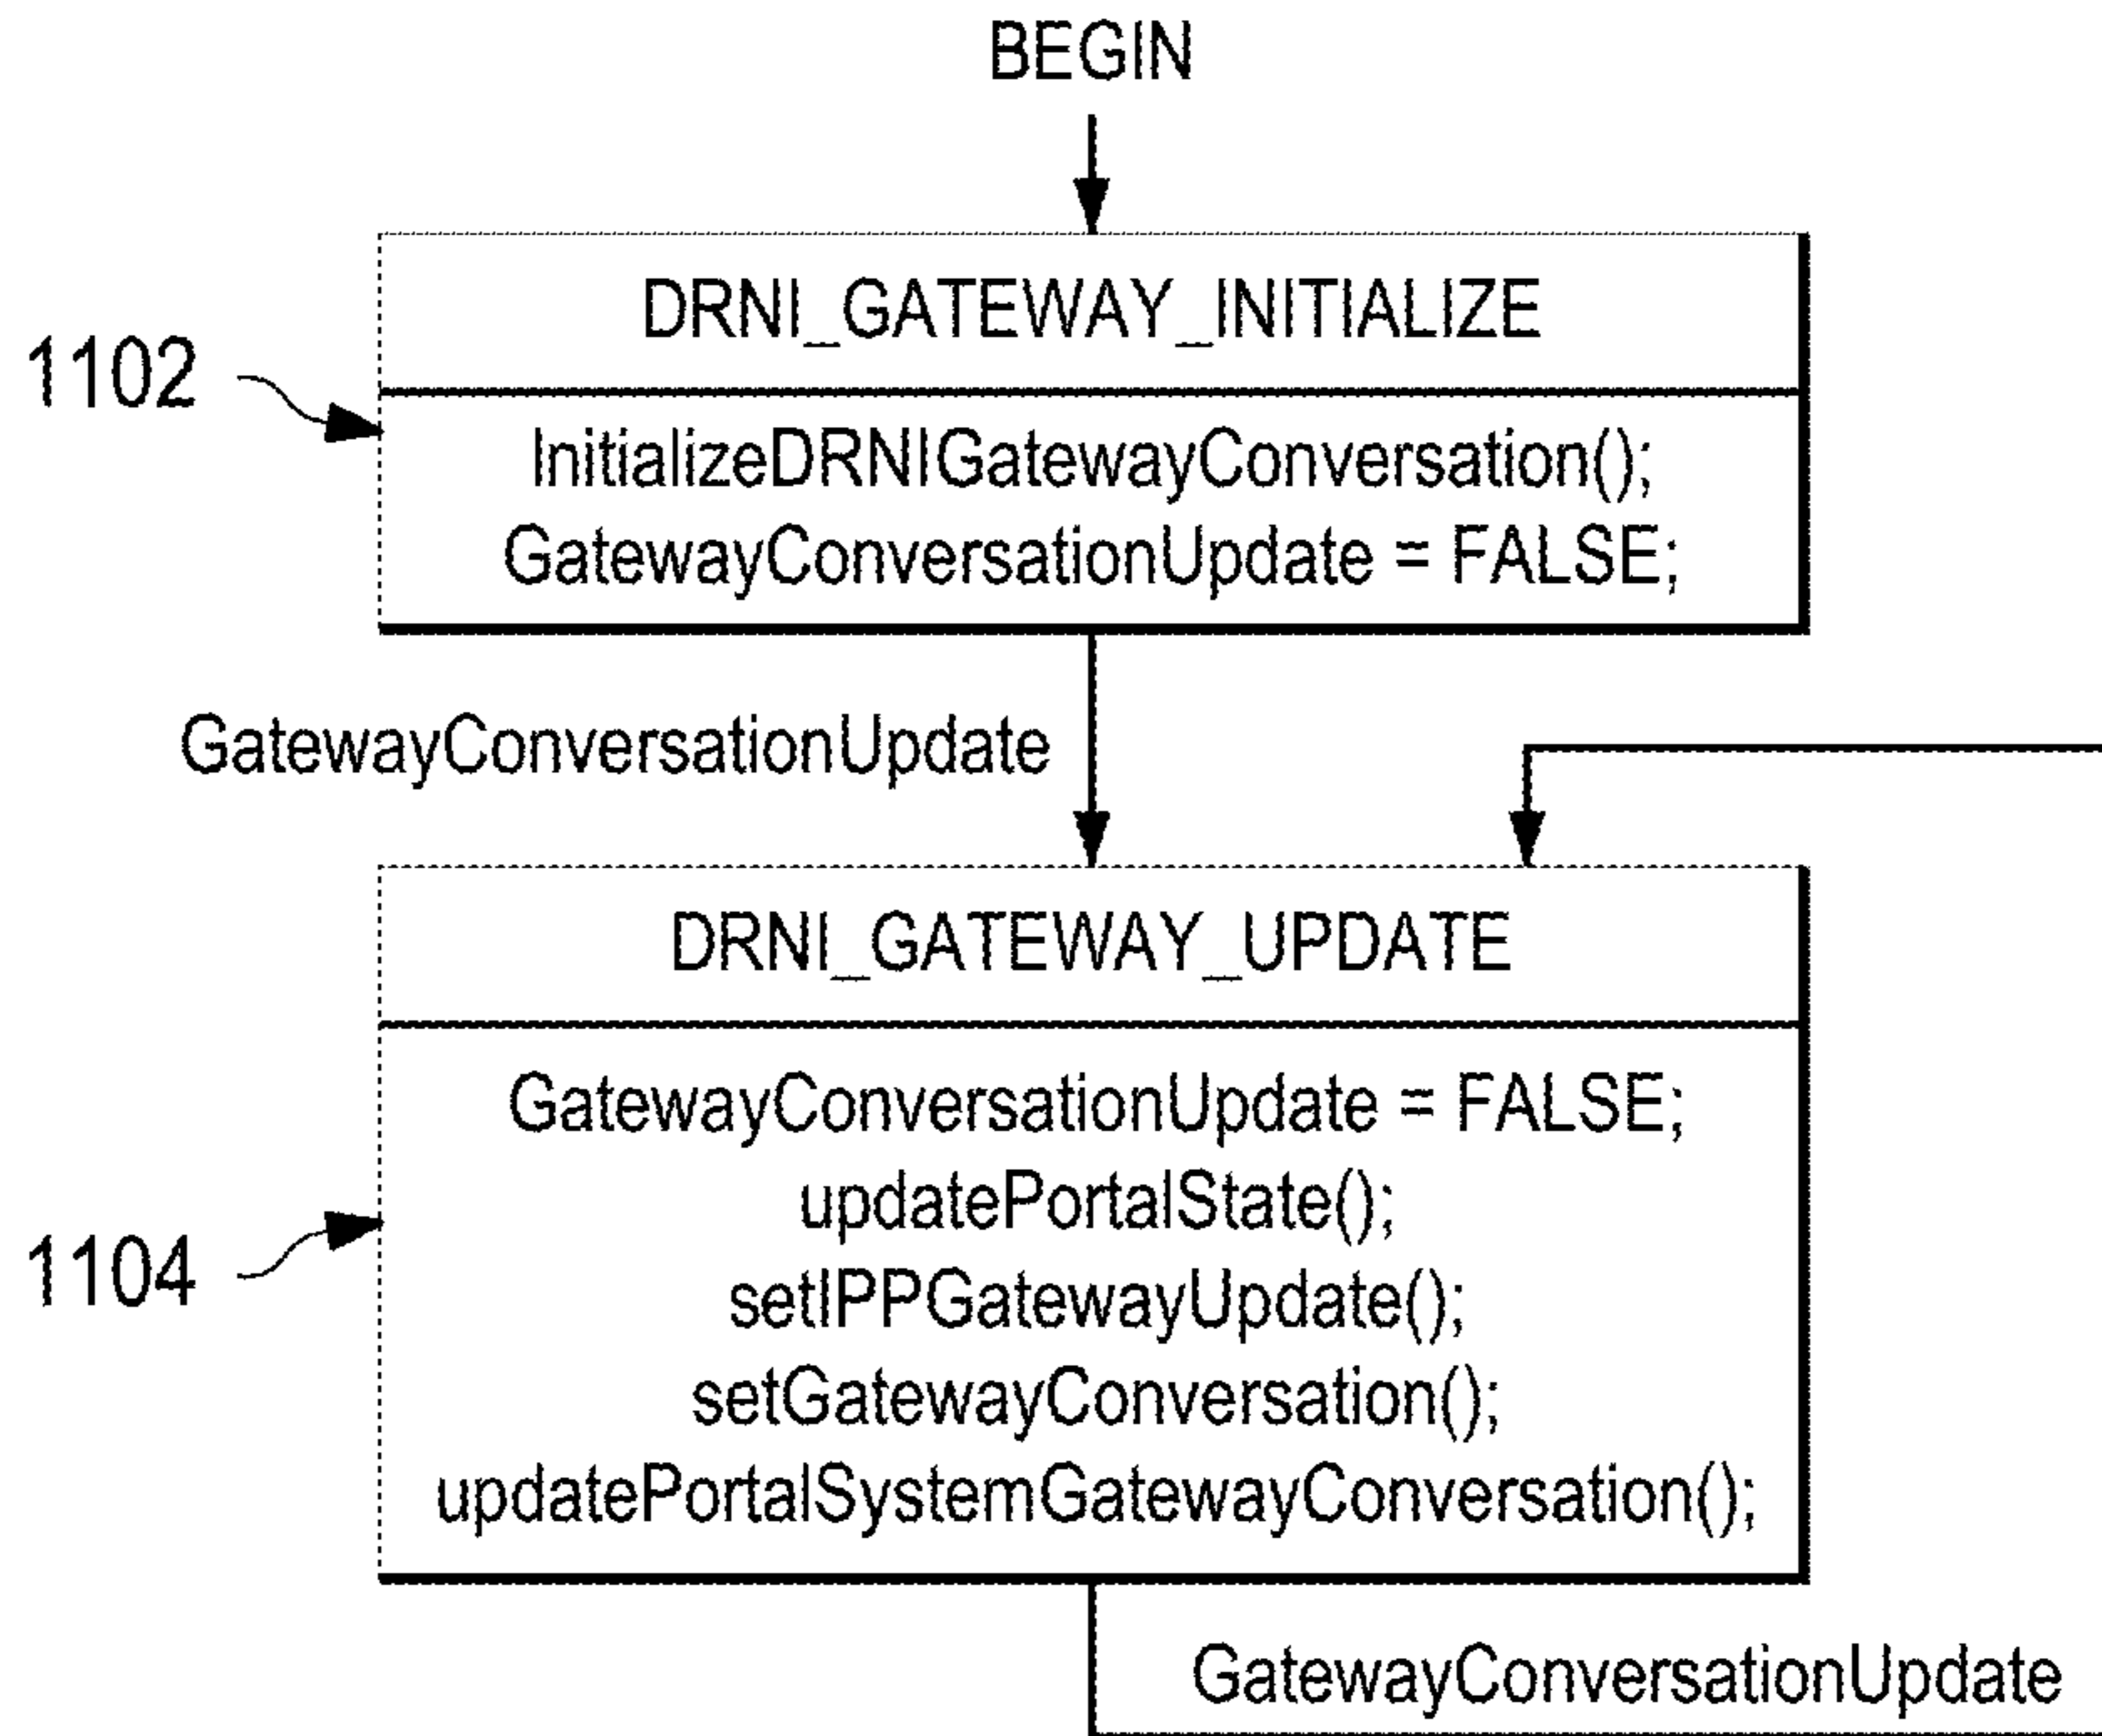 BEGIN
DRNI_GATEWAY_INITIALIZE
1102
InitializeDRNIGatewayConversation();
GatewayConversationUpdate = FALSE;
GatewayConversationUpdate
DRNI_GATEWAY_UPDATE
GatewayConversationUpdate = FALSE;
updatePortalState();
1104
setIPPGatewayUpdate();
setGatewayConversation();
updatePortalSystemGatewayConversation();
GatewayConversationUpdate